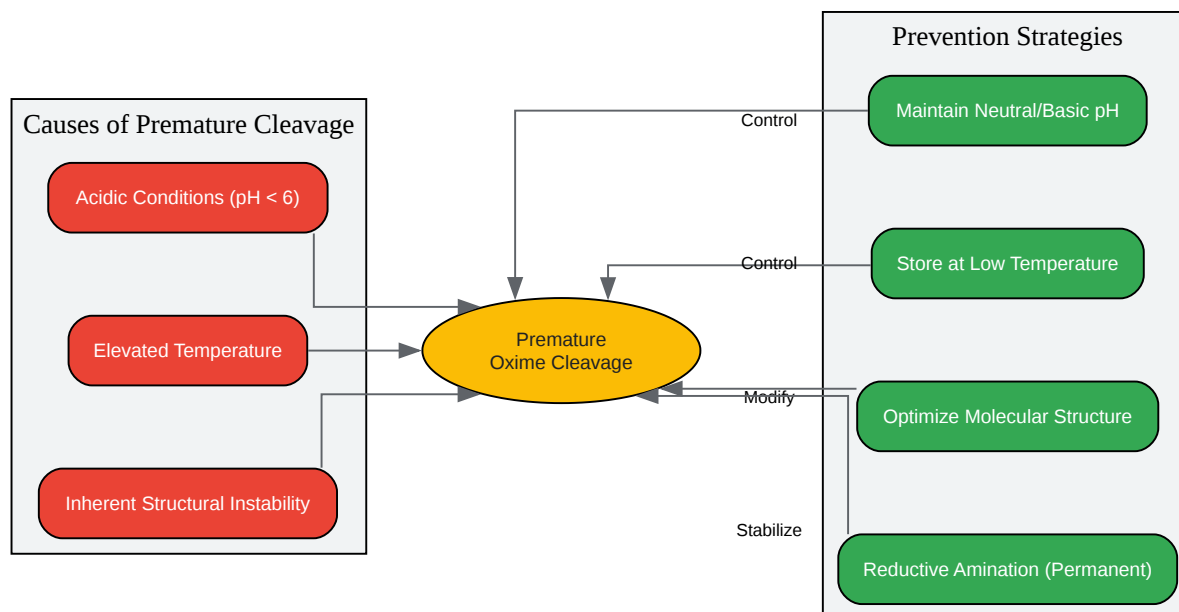 Causes of Premature Cleavage
Acidic Conditions (pH < 6)
Elevated Temperature
Inherent Structural Instability
Premature
Oxime Cleavage
Control
Control
Modify
Stabilize
Prevention Strategies
Maintain Neutral/Basic pH
Store at Low Temperature
Optimize Molecular Structure
Reductive Amination (Permanent)